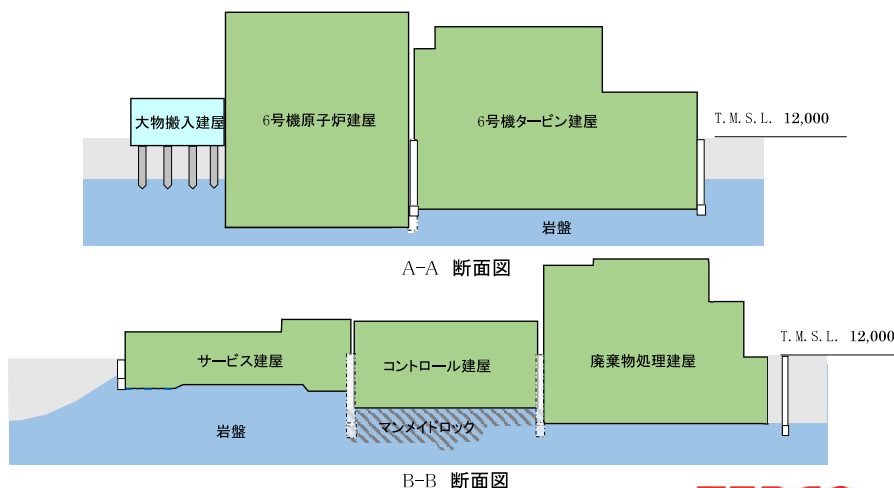 大物搬入建屋
6号機原子炉建屋
6号機タービン建屋
T.M.S.L. 12,000
岩盤
A-A 断面図
サービス建屋
コントロール建屋
廃棄物処理建屋
T.M.S.L. 12,000
岩盤
マンメイドロック
B-B 断面図